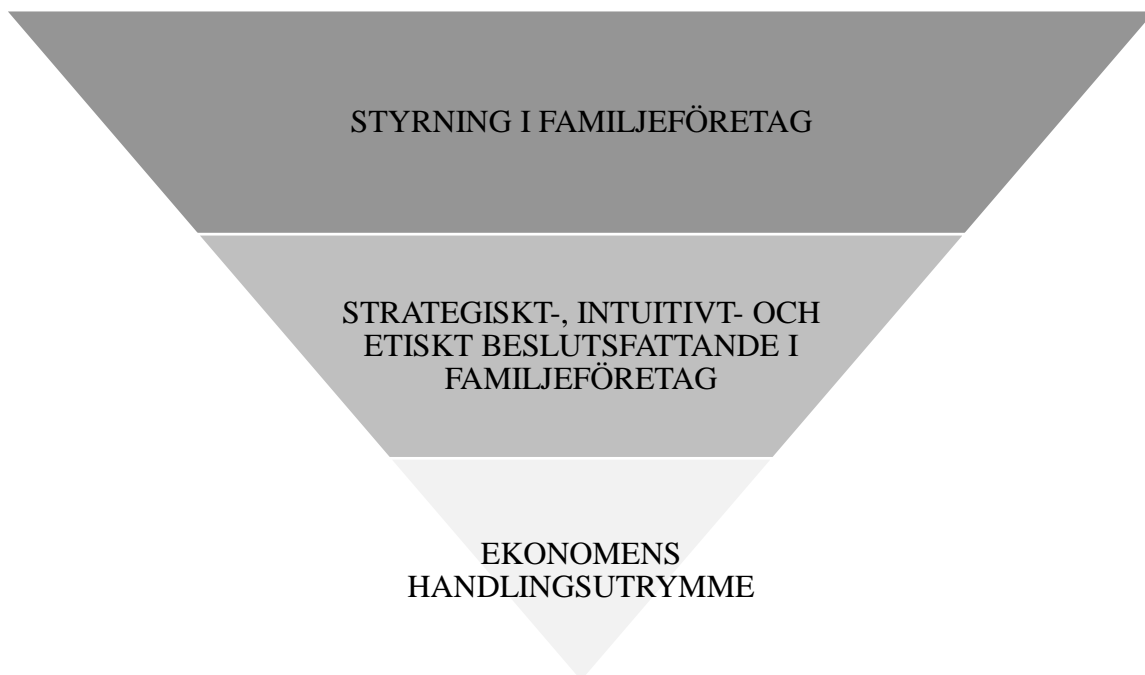 STYRNING I FAMILJEFÖRETAG
STRATEGISKT-, INTUITIVT- OCH
ETISKT BESLUTSFATTANDE I
FAMILJEFÖRETAG
EKONOMENS
HANDLINGSUTRYMME